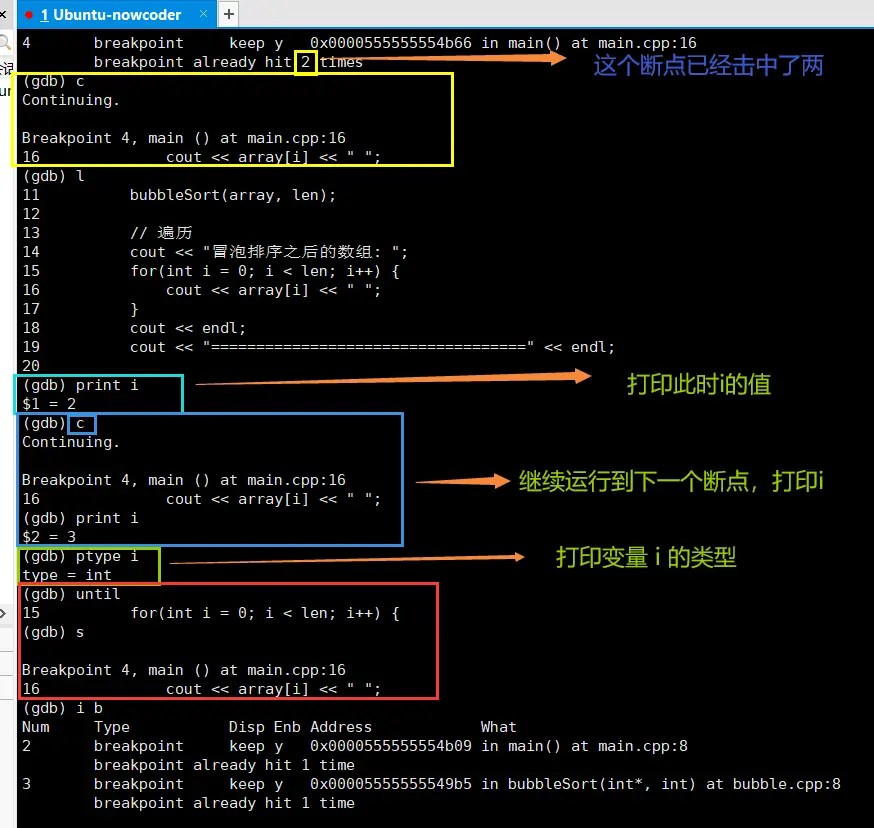 1 Ubuntu-nowcoder × +
4 breakpoint keep y 0x0000555555554b66 in main() at main.cpp:16
breakpoint already hit 2 times
这个断点已经击中了两
(gdb) c
Continuing.
Breakpoint 4, main () at main.cpp:16
16 cout << array[i] << " ";
(gdb) l
11 bubbleSort(array, len);
12
13 // 遍历
14 cout << "冒泡排序之后的数组: ";
15 for(int i = 0; i < len; i++) {
16 cout << array[i] << " ";
17 }
18 cout << endl;
19 cout << "===================================" << endl;
20
(gdb) print i
$1 = 2
打印此时i的值
(gdb) c
Continuing.
Breakpoint 4, main () at main.cpp:16
16 cout << array[i] << " ";
继续运行到下一个断点，打印i
(gdb) print i
$2 = 3
(gdb) ptype i
type = int
打印变量 i 的类型
(gdb) until
15 for(int i = 0; i < len; i++) {
(gdb) s
Breakpoint 4, main () at main.cpp:16
16 cout << array[i] << " ";
(gdb) i b
Num Type Disp Enb Address What
2 breakpoint keep y 0x0000555555554b09 in main() at main.cpp:8
breakpoint already hit 1 time
3 breakpoint keep y 0x00005555555549b5 in bubbleSort(int*, int) at bubble.cpp:8
breakpoint already hit 1 time